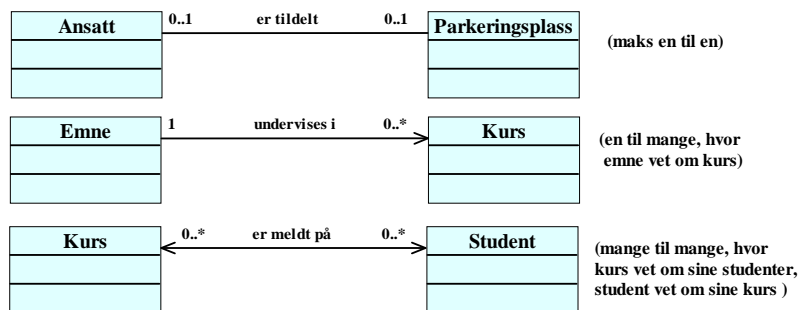 Ansatt 0..1 er tildelt 0..1 Parkeringsplass
(maks en til en)
Emne 1 undervises i 0..* Kurs
(en til mange, hvor
emne vet om kurs)
Kurs 0..* er meldt på 0..* Student
(mange til mange, hvor
kurs vet om sine studenter,
student vet om sine kurs )